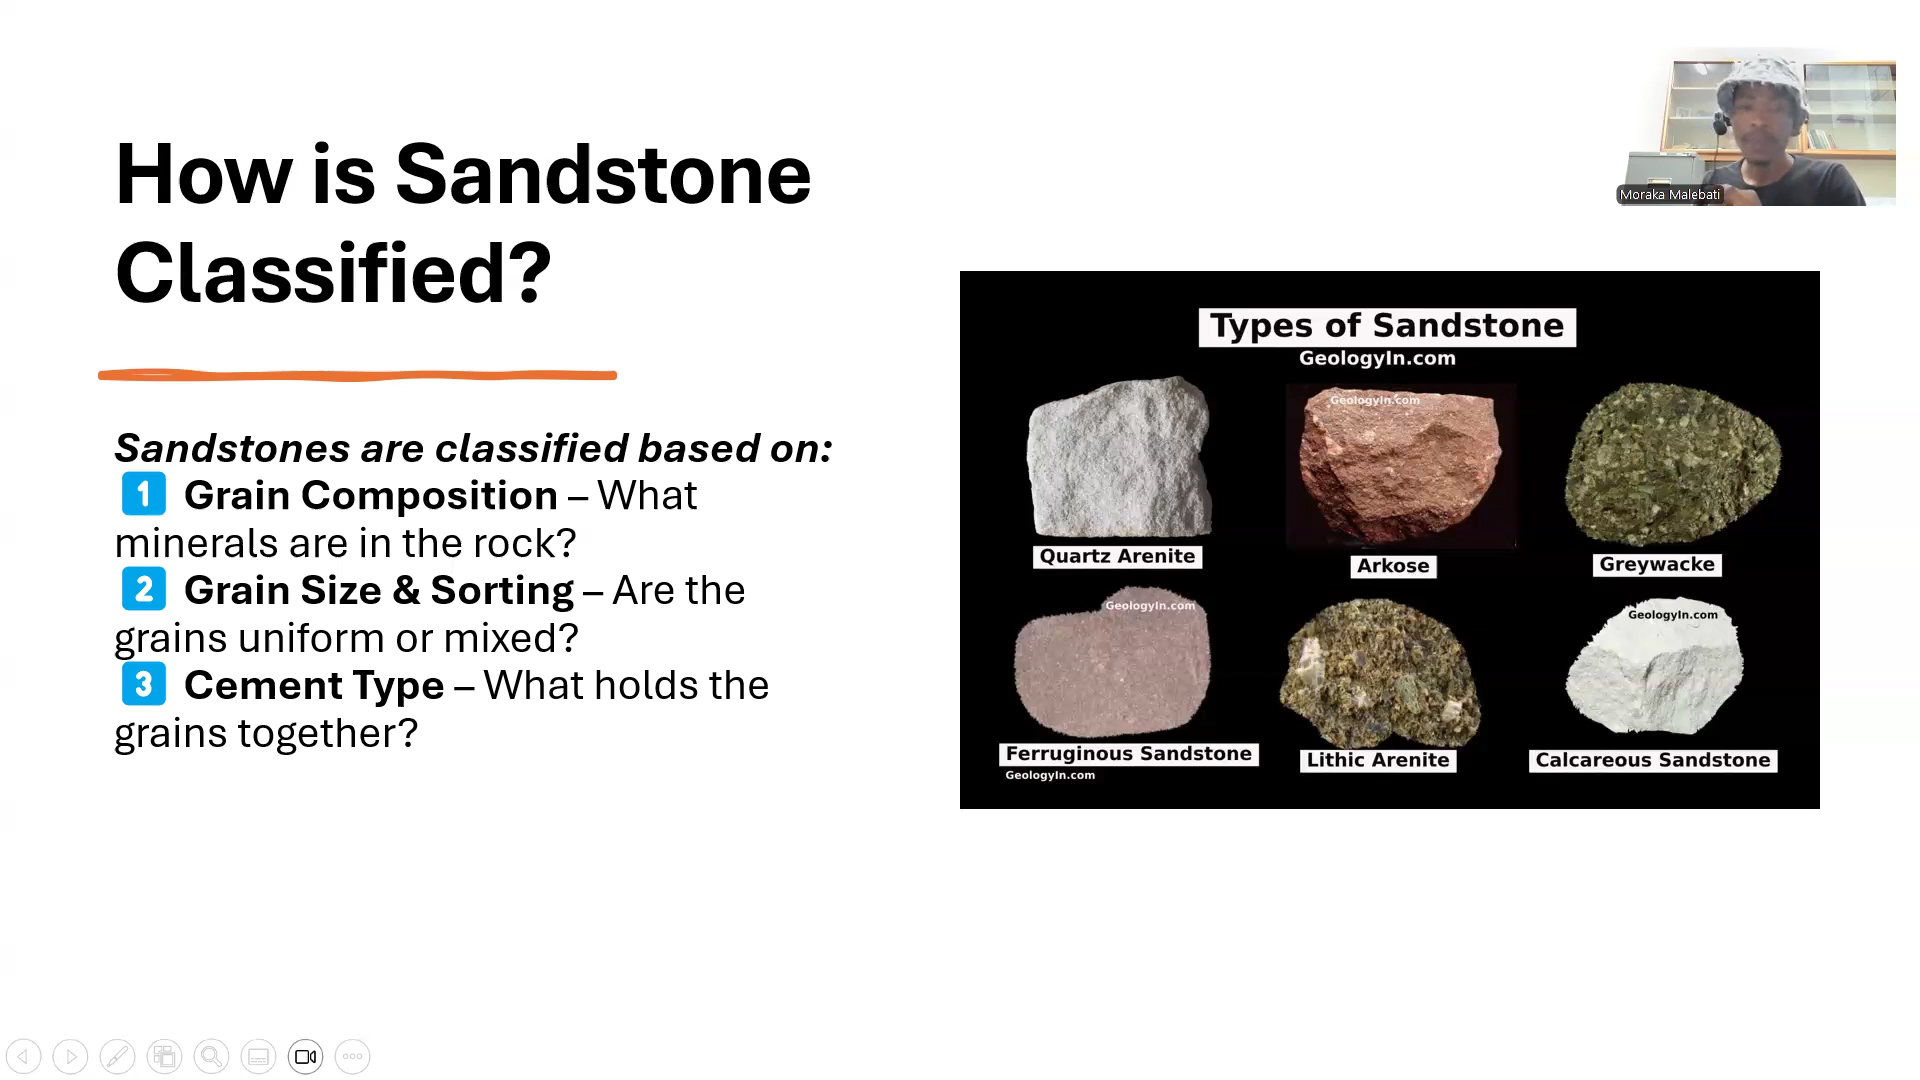 How is Sandstone
Classified?
Sandstones are classified based on:
1 Grain Composition – What
minerals are in the rock?
2 Grain Size & Sorting – Are the
grains uniform or mixed?
3 Cement Type – What holds the
grains together?
Moraka Malebati
Types of Sandstone
GeologyIn.com
GeologyIn.com
Quartz Arenite
Arkose
Greywacke
GeologyIn.com
GeologyIn.com
Ferruginous Sandstone
Lithic Arenite
Calcareous Sandstone
GeologyIn.com